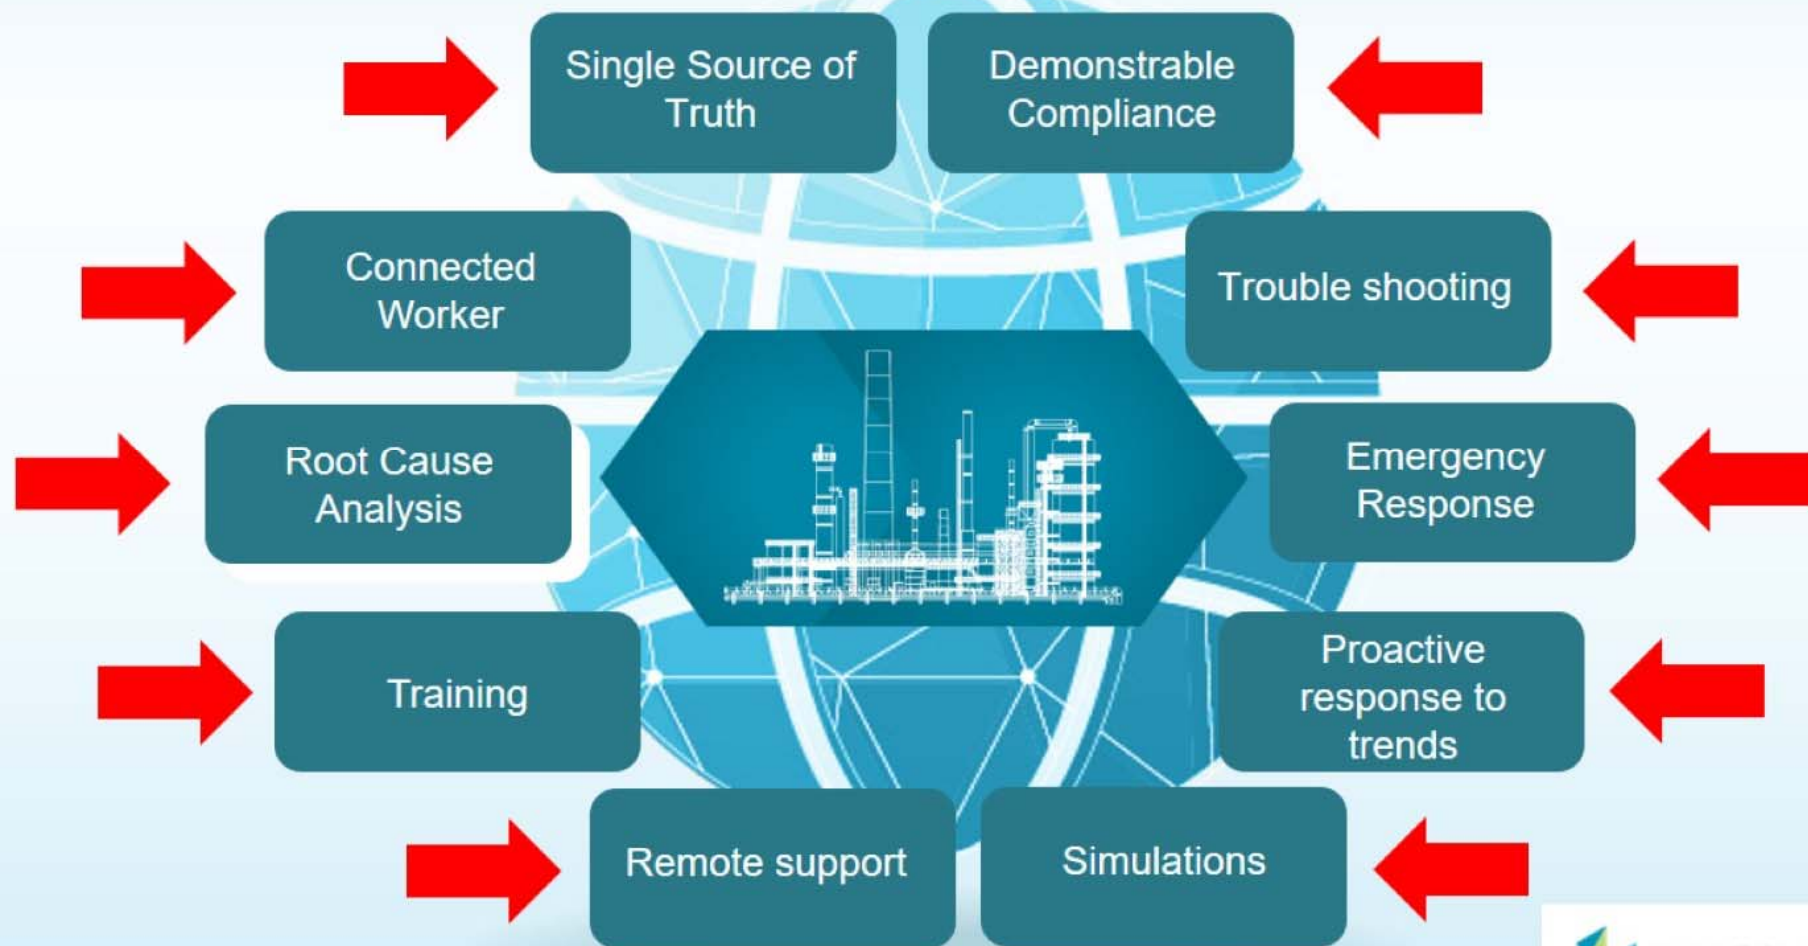 Single Source of
Truth
Demonstrable
Compliance
Connected
Worker
Trouble shooting
Root Cause
Analysis
Emergency
Response
Training
Proactive
response to
trends
Remote support
Simulations